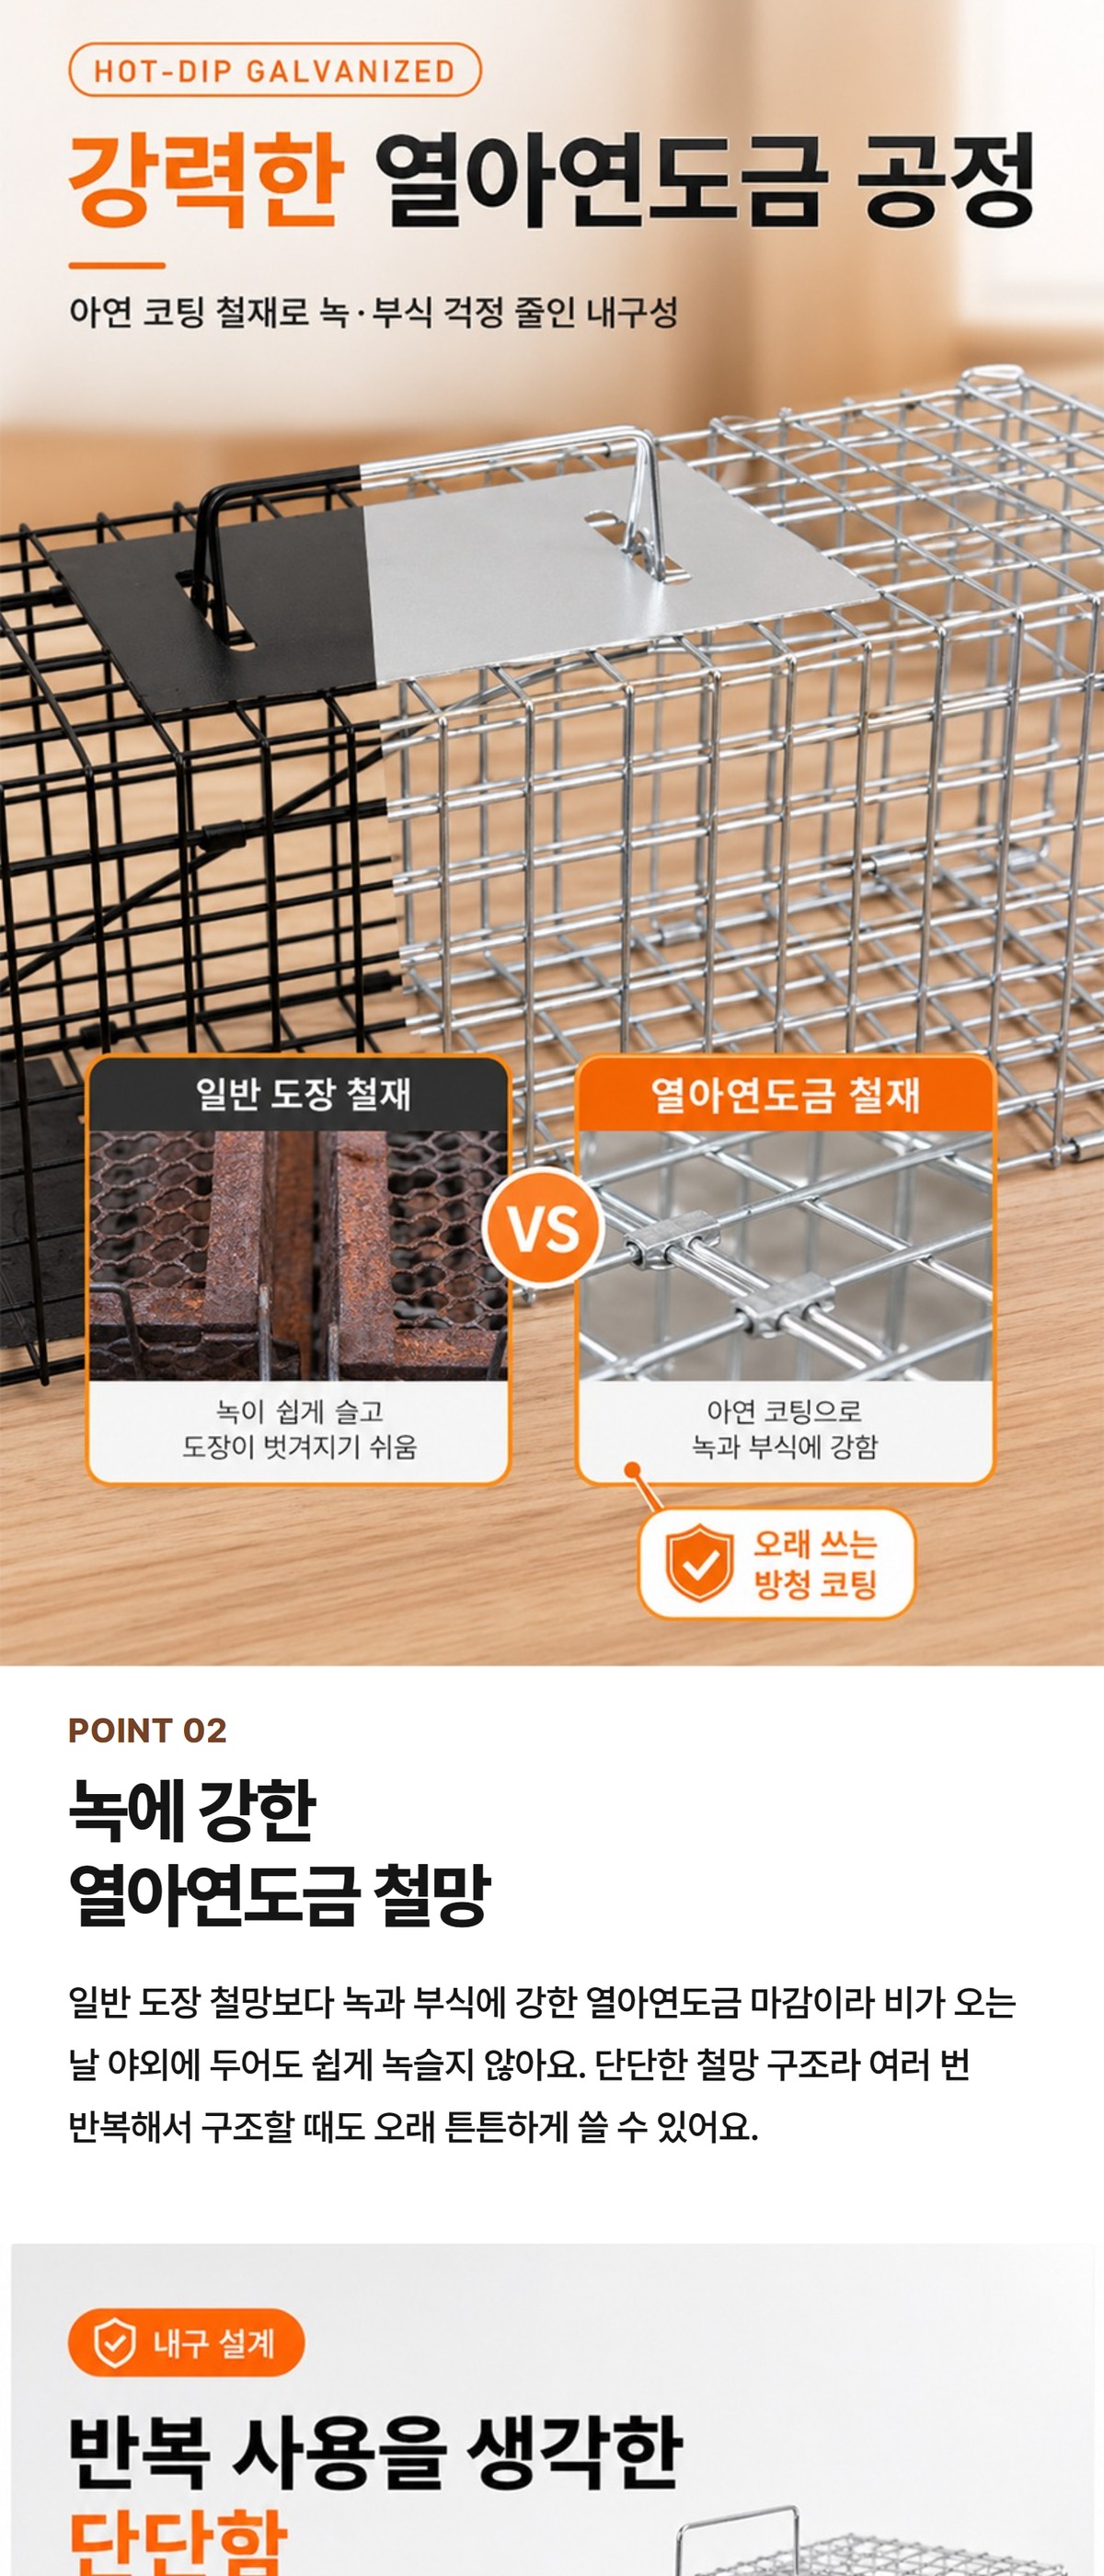 HOT-DIP GALVANIZED
강력한 열아연도금 공정
아연 코팅 철재로 녹·부식 걱정 줄인 내구성
일반 도장 철재
열아연도금 철재
VS
녹이 쉽게 슬고
도장이 벗겨지기 쉬움
아연 코팅으로
녹과 부식에 강함
오래 쓰는
방청 코팅
POINT 02
녹에 강한
열아연도금 철망
일반 도장 철망보다 녹과 부식에 강한 열아연도금 마감이라 비가 오는
날 야외에 두어도 쉽게 녹슬지 않아요. 단단한 철망 구조라 여러 번
반복해서 구조할 때도 오래 튼튼하게 쓸 수 있어요.
내구 설계
반복 사용을 생각한
단단함